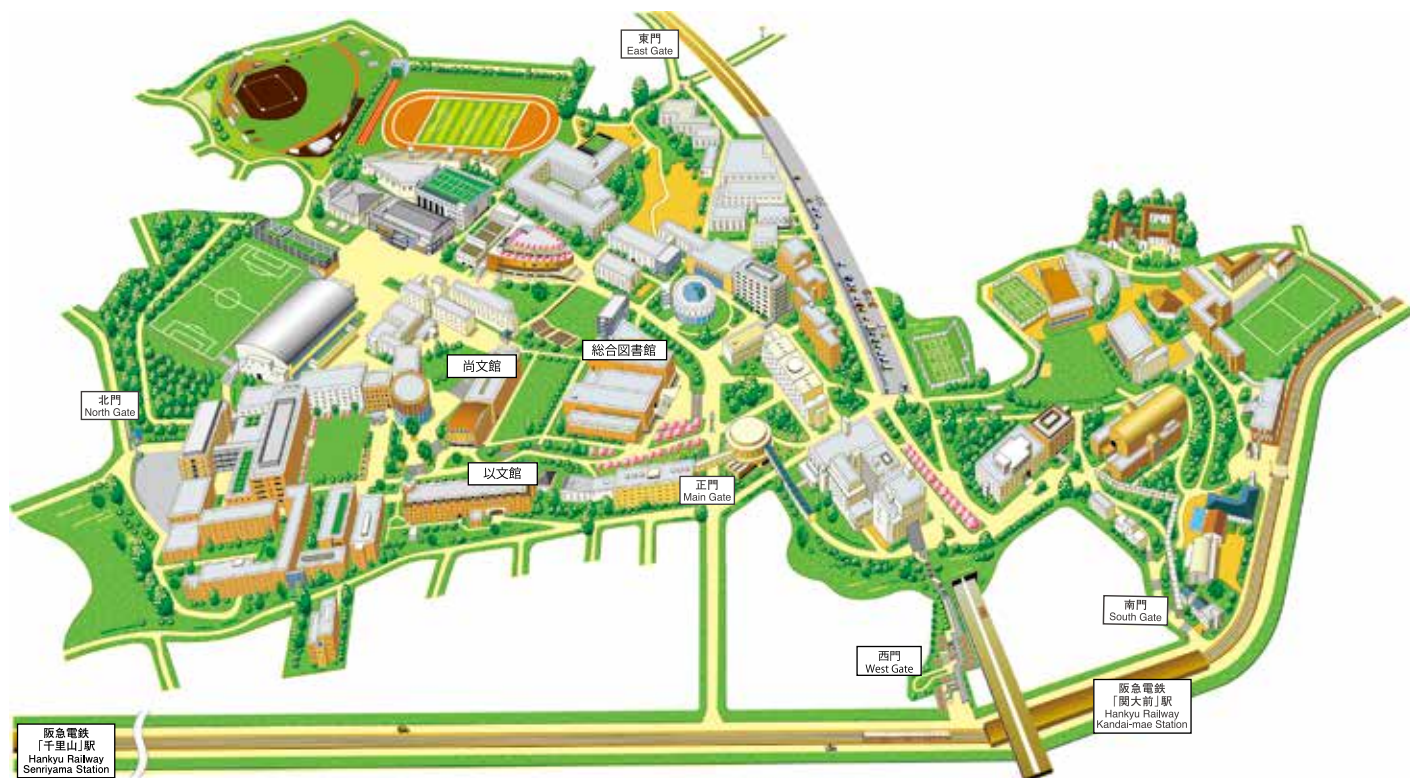 東門
East Gate
総合図書館
尚文館
北門
North Gate
以文館
正門
Main Gate
南門
South Gate
西門
West Gate
阪急電鉄
「関大前」駅
Hankyu Railway
Kandai-mae Station
阪急電鉄
「千里山」駅
Hankyu Railway
Senriyama Station